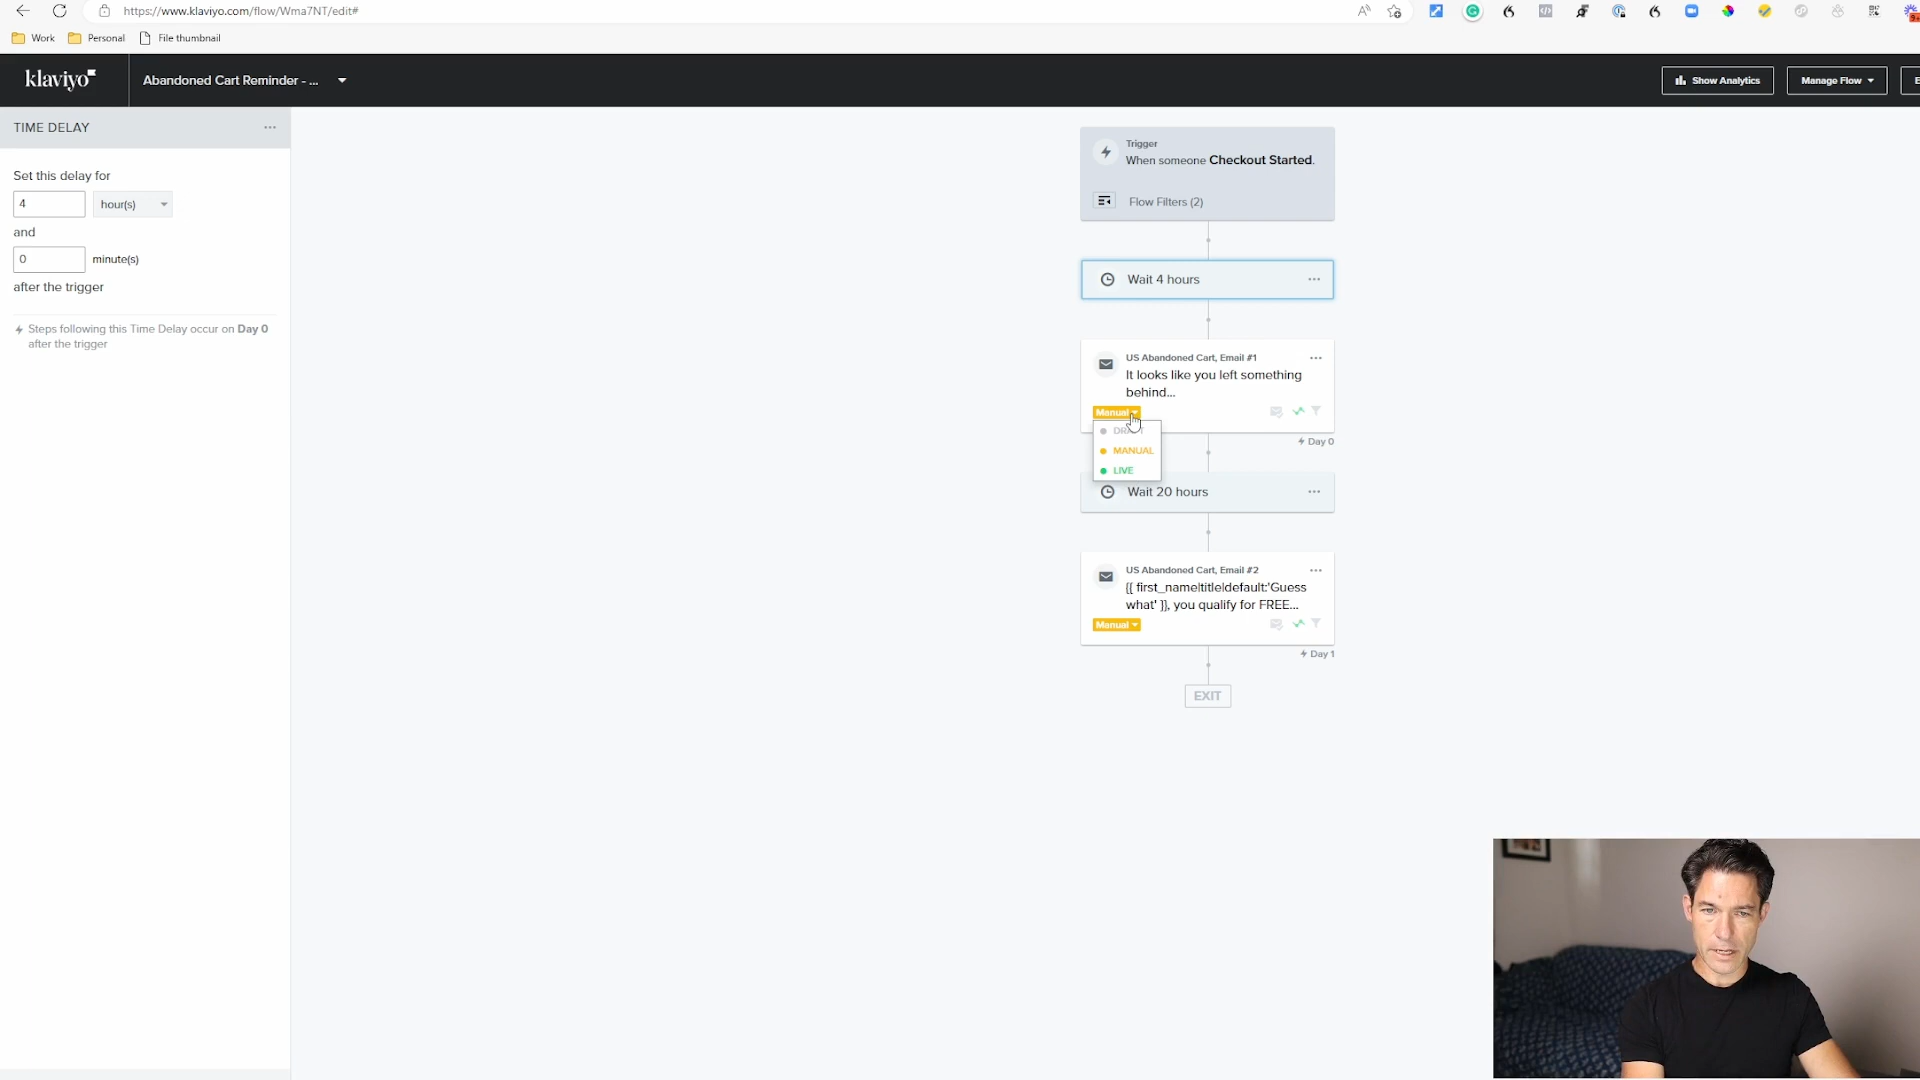 https://www.klaviyo.com/flow/Wma7NT/edit#
Work
Personal
File thumbnail
klaviyo
Abandoned Cart Reminder - ...
Show Analytics
Manage Flow
TIME DELAY
Set this delay for
4
hour(s)
and
0
minute(s)
after the trigger
Steps following this Time Delay occur on Day 0
after the trigger
Trigger
When someone Checkout Started.
Flow Filters (2)
Wait 4 hours
US Abandoned Cart, Email #1
It looks like you left something
behind...
Manual
MANUAL
LIVE
Day 0
Wait 20 hours
US Abandoned Cart, Email #2
{{ first_name|title|default:'Guess
what' }}, you qualify for FREE...
Manual
Day 1
EXIT